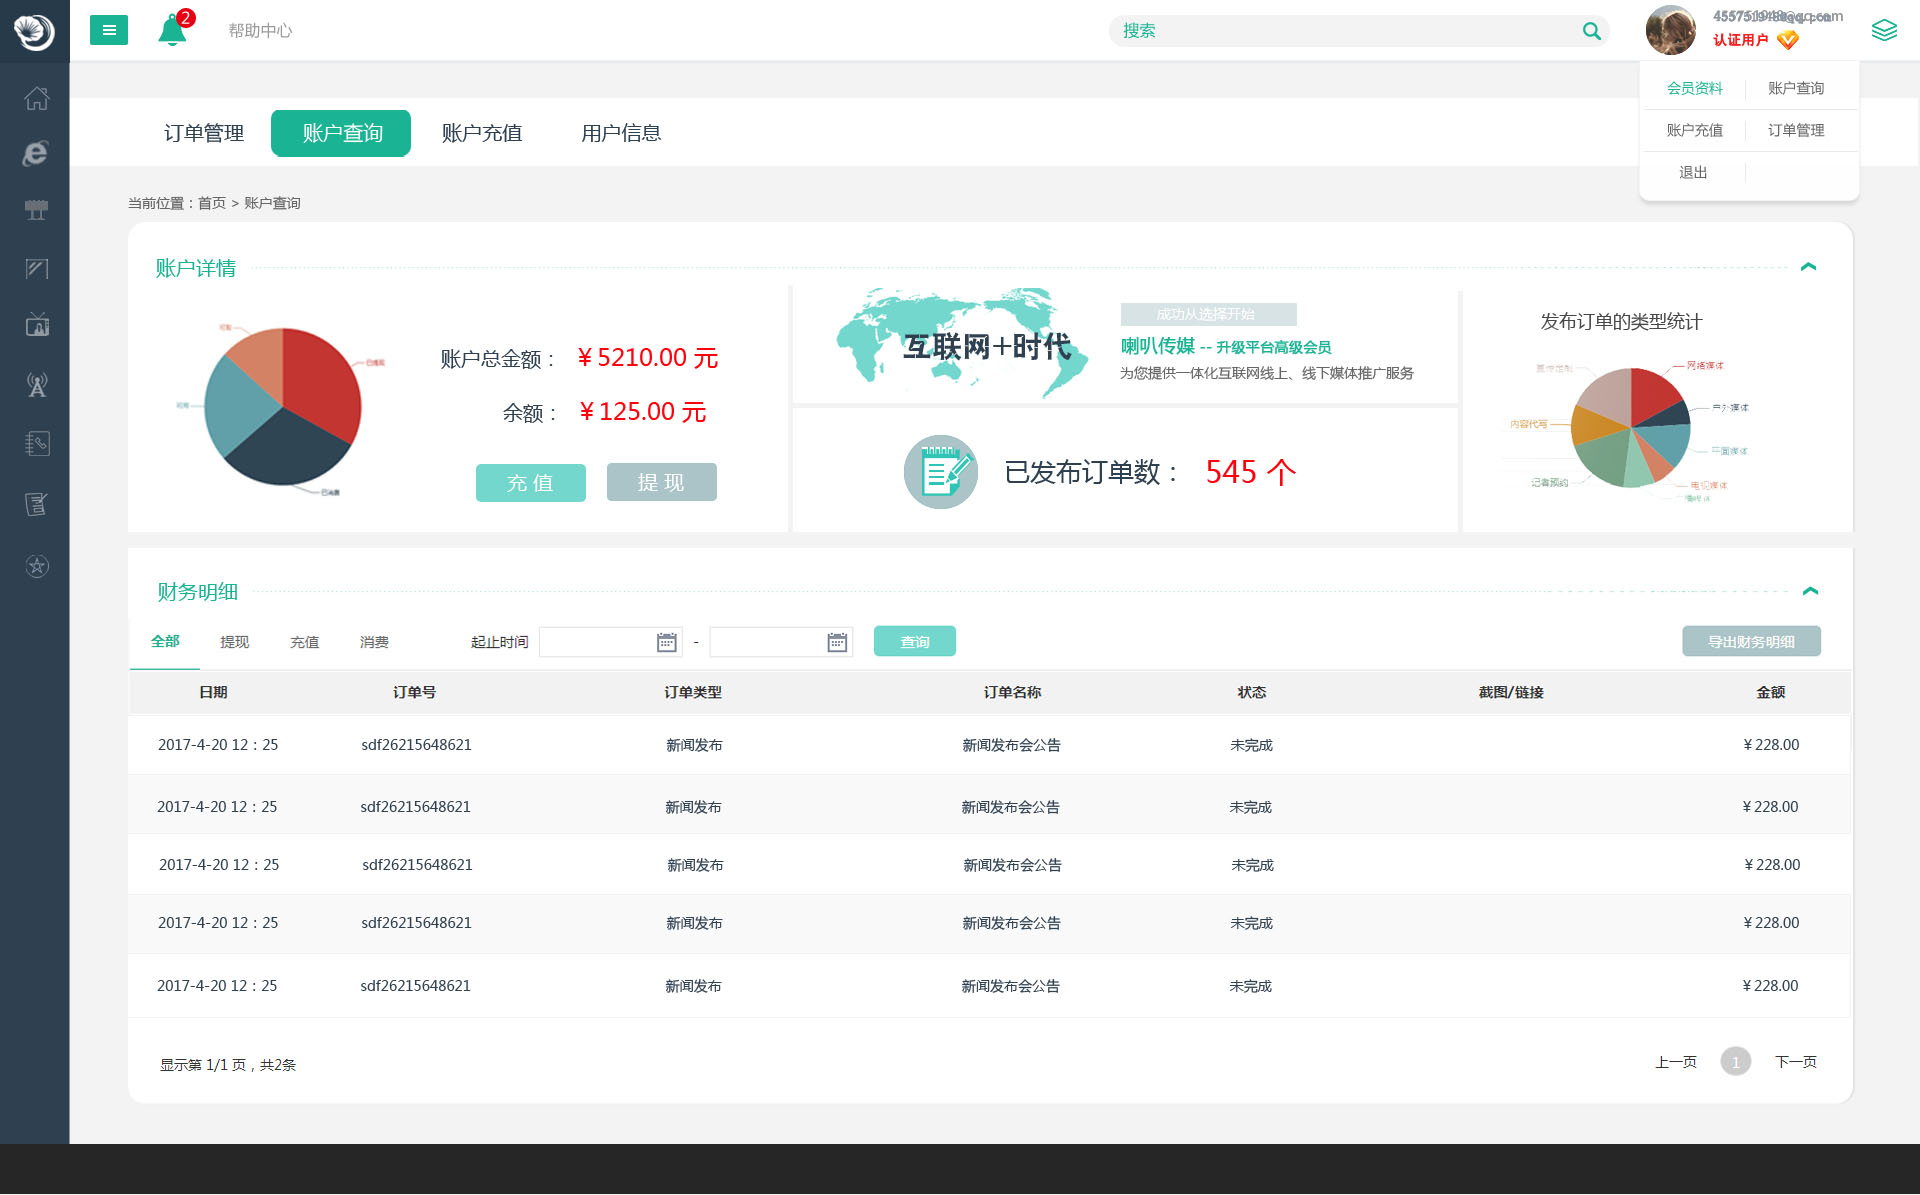 2
帮助中心
搜索
认证用户
会员资料
账户查询
账户充值
订单管理
退出
订单管理
账户查询
账户充值
用户信息
当前位置：首页 > 账户查询
账户详情
账户总金额： ￥5210.00 元
余额： ￥125.00 元
充 值
提 现
互联网+时代
成功从选择开始
喇叭传媒 -- 升级平台高级会员
为您提供一体化互联网线上、线下媒体推广服务
已发布订单数： 545 个
发布订单的类型统计
网络媒体
户外媒体
平面媒体
电视媒体
记者预约
内容代写
财务明细
全部 提现 充值 消费 起止时间 - 查询 导出财务明细
日期 订单号 订单类型 订单名称 状态 截图/链接 金额
2017-4-20 12：25 sdf26215648621 新闻发布 新闻发布会公告 未完成 ￥228.00
2017-4-20 12：25 sdf26215648621 新闻发布 新闻发布会公告 未完成 ￥228.00
2017-4-20 12：25 sdf26215648621 新闻发布 新闻发布会公告 未完成 ￥228.00
2017-4-20 12：25 sdf26215648621 新闻发布 新闻发布会公告 未完成 ￥228.00
2017-4-20 12：25 sdf26215648621 新闻发布 新闻发布会公告 未完成 ￥228.00
显示第 1/1 页，共2条
上一页 1 下一页